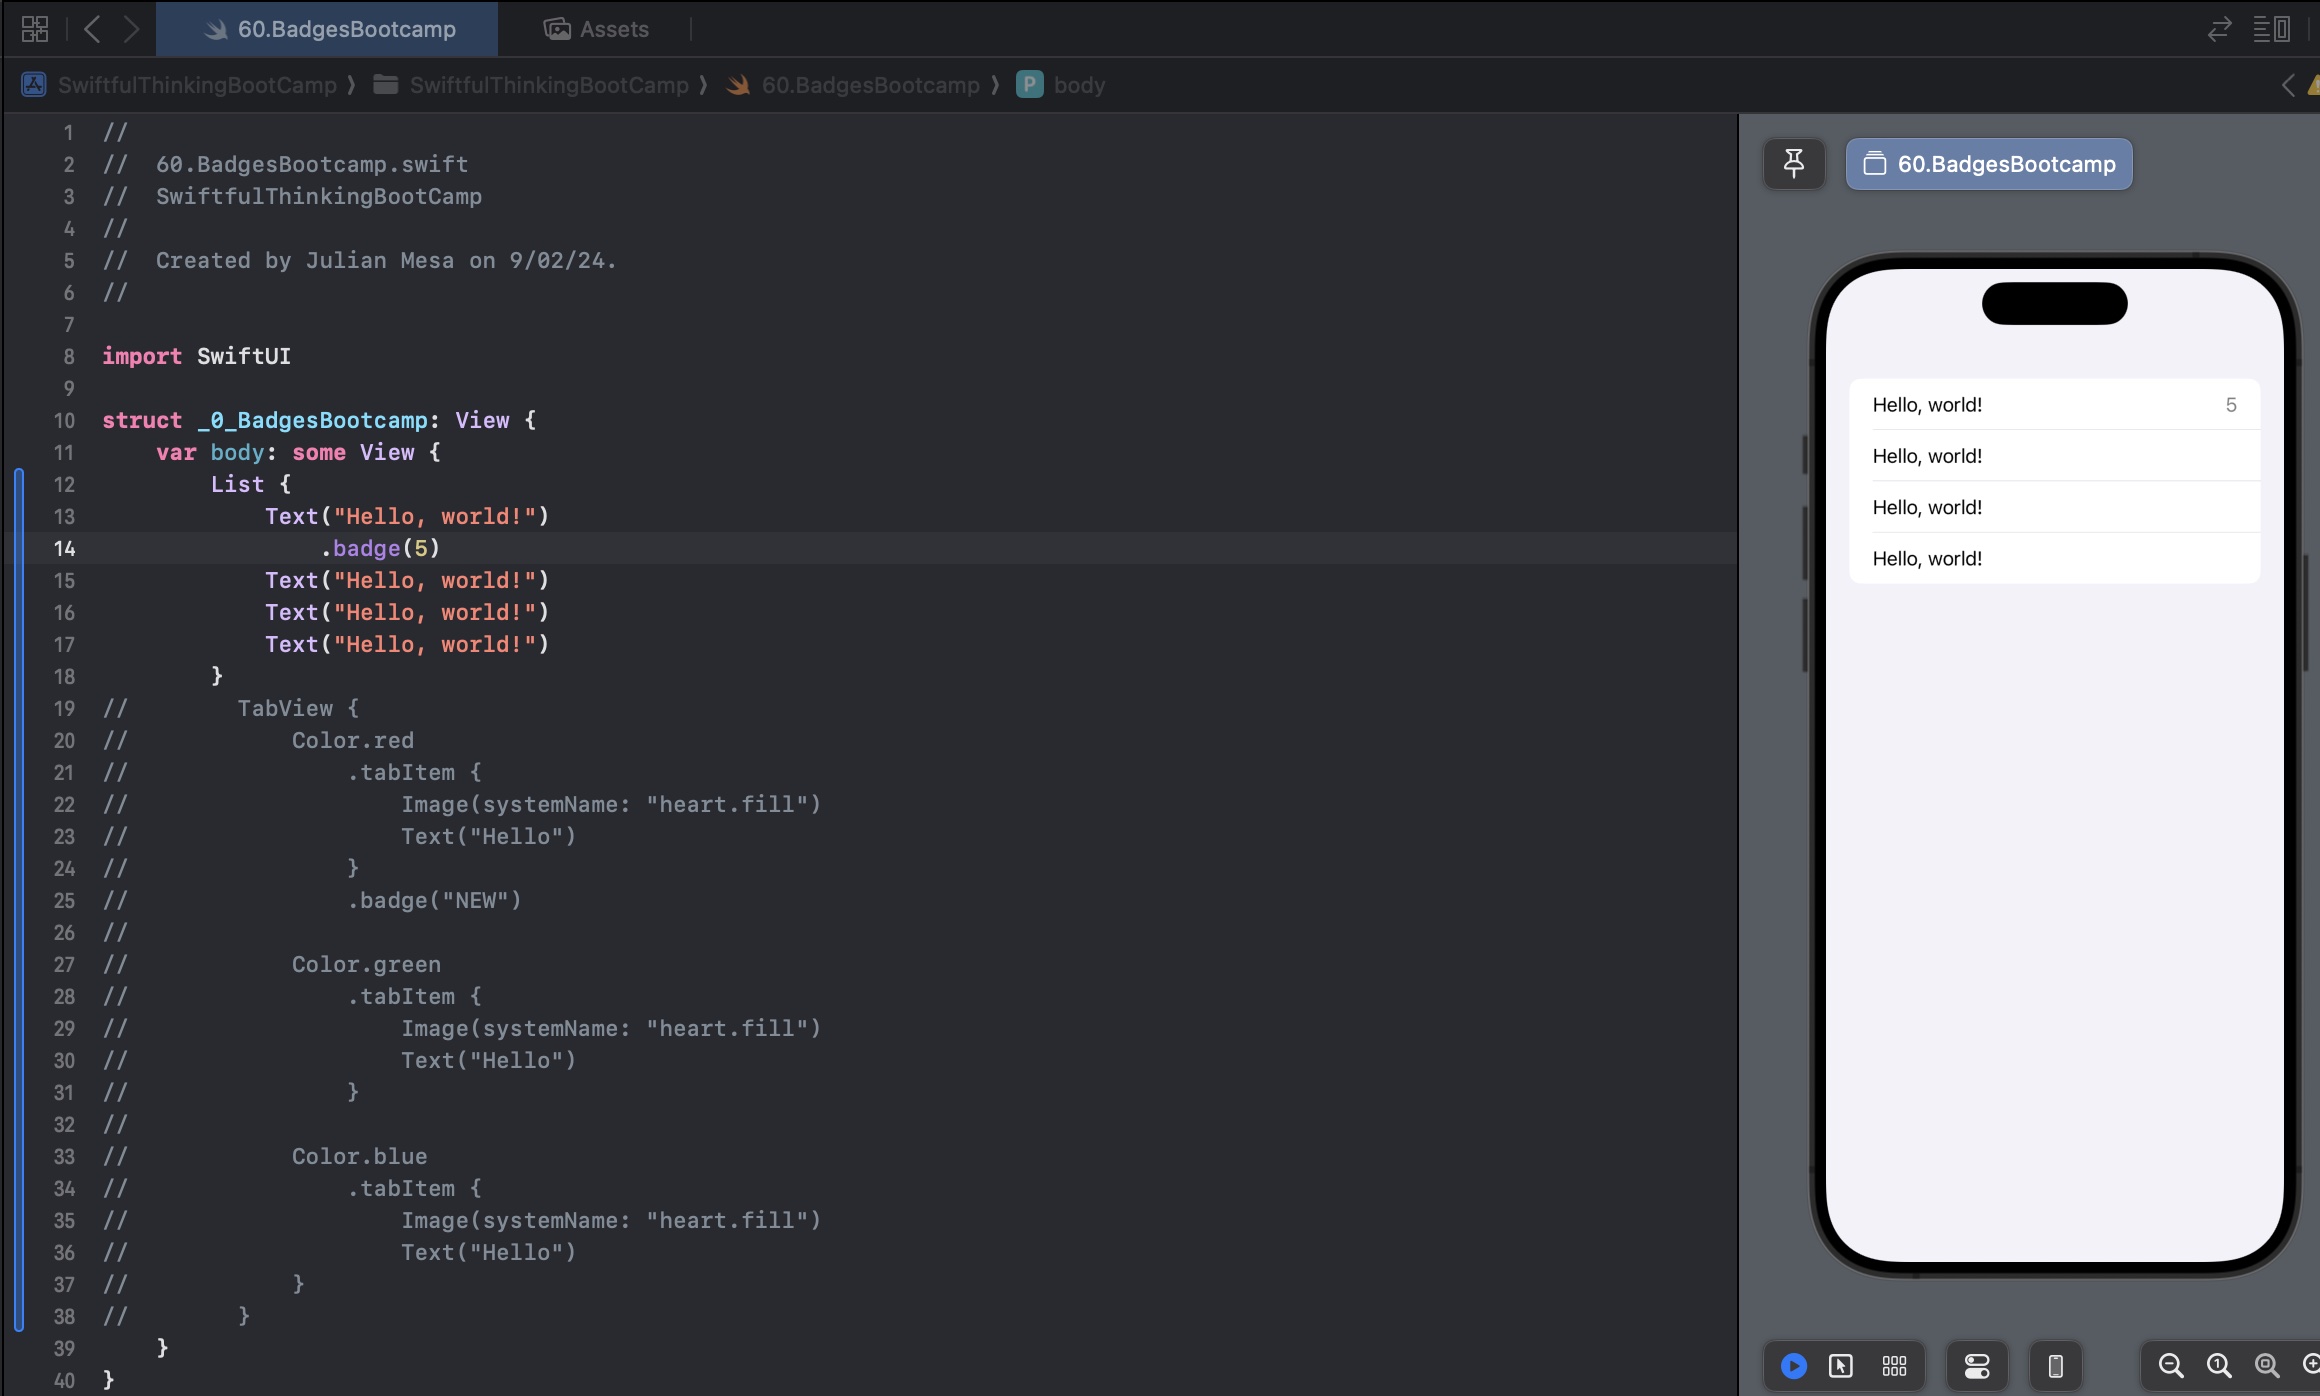 60.BadgesBootcamp
Assets
SwiftfulThinkingBootCamp ⟩ SwiftfulThinkingBootCamp ⟩ 60.BadgesBootcamp ⟩ P body
1 //
2 //  60.BadgesBootcamp.swift
3 //  SwiftfulThinkingBootCamp
4 //
5 //  Created by Julian Mesa on 9/02/24.
6 //
7
8 import SwiftUI
9
10 struct _0_BadgesBootcamp: View {
11     var body: some View {
12         List {
13             Text("Hello, world!")
14                 .badge(5)
15             Text("Hello, world!")
16             Text("Hello, world!")
17             Text("Hello, world!")
18         }
19 //        TabView {
20 //            Color.red
21 //                .tabItem {
22 //                    Image(systemName: "heart.fill")
23 //                    Text("Hello")
24 //                }
25 //                .badge("NEW")
26 //
27 //            Color.green
28 //                .tabItem {
29 //                    Image(systemName: "heart.fill")
30 //                    Text("Hello")
31 //                }
32 //
33 //            Color.blue
34 //                .tabItem {
35 //                    Image(systemName: "heart.fill")
36 //                    Text("Hello")
37 //            }
38 //        }
39     }
40 }
60.BadgesBootcamp
Hello, world! 5
Hello, world!
Hello, world!
Hello, world!